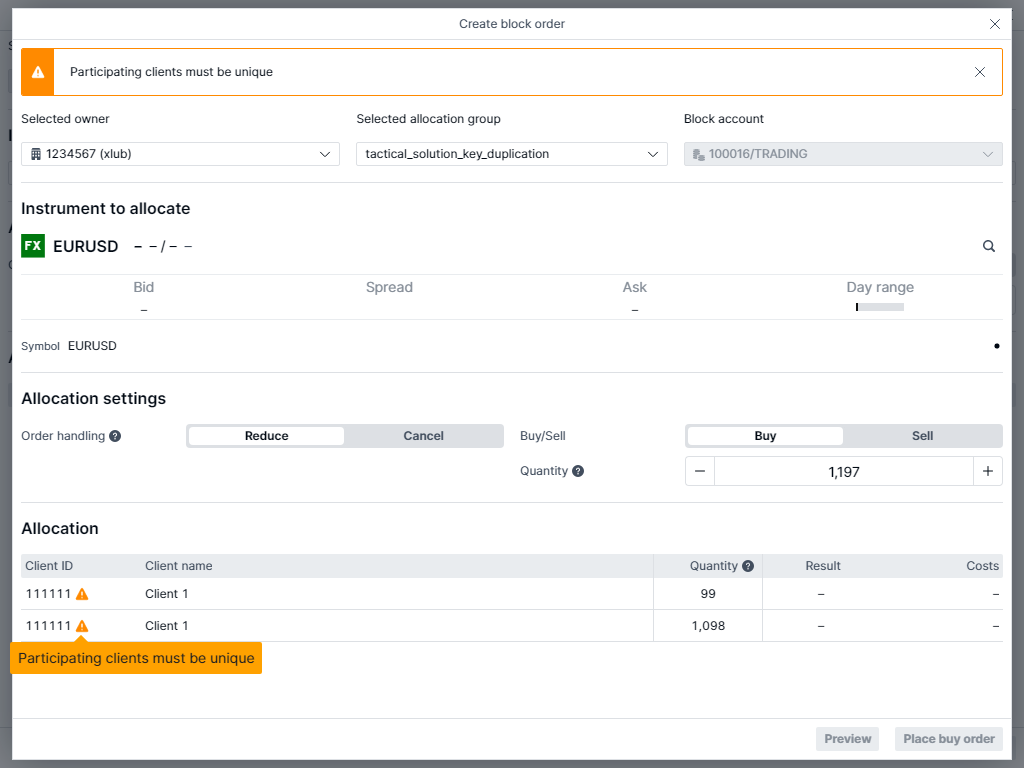 Create block order
Participating clients must be unique
Selected owner
Selected allocation group
Block account
1234567 (xlub)
tactical_solution_key_duplication
100016/TRADING
Instrument to allocate
FX EURUSD – – / – –
Bid Spread Ask Day range
– –
Symbol EURUSD
Allocation settings
Order handling ? Reduce Cancel Buy/Sell Buy Sell
Quantity ? 1,197
Allocation
Client ID Client name Quantity ? Result Costs
111111 Client 1 99 – –
111111 Client 1 1,098 – –
Participating clients must be unique
Preview Place buy order